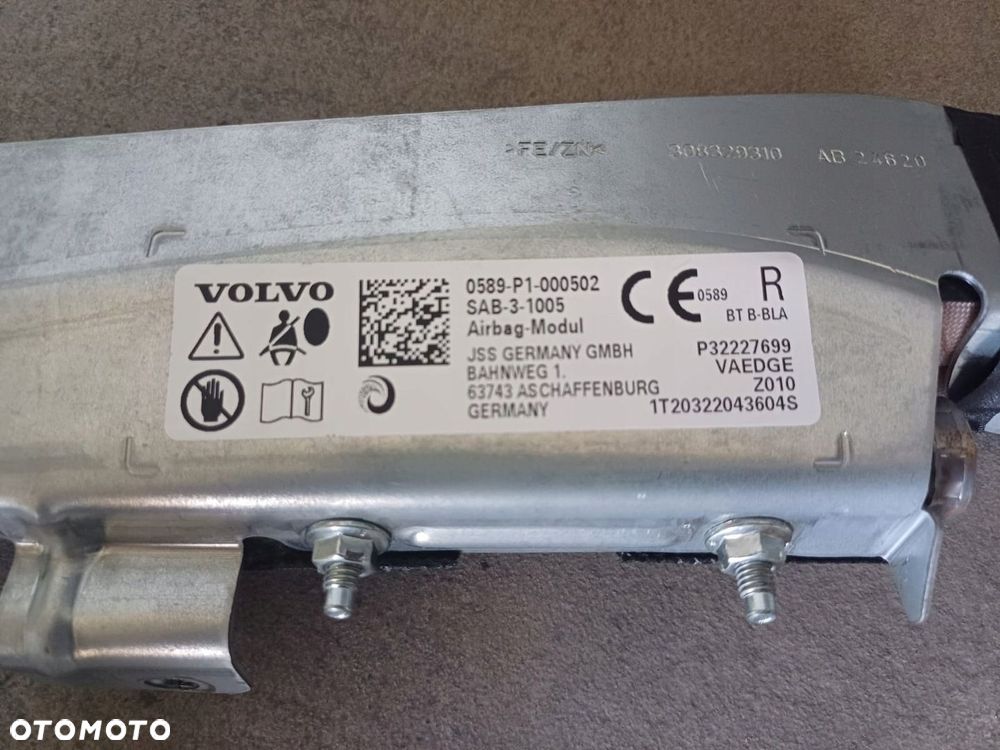 >FE/ZN< 308329310 AB 24620
VOLVO
0589-P1-000502
SAB-3-1005
Airbag-Modul
JSS GERMANY GMBH
BAHNWEG 1.
63743 ASCHAFFENBURG
GERMANY
CE 0589
R
BT B-BLA
P32227699
VAEDGE
Z010
1T20322043604S
OTOMOTO